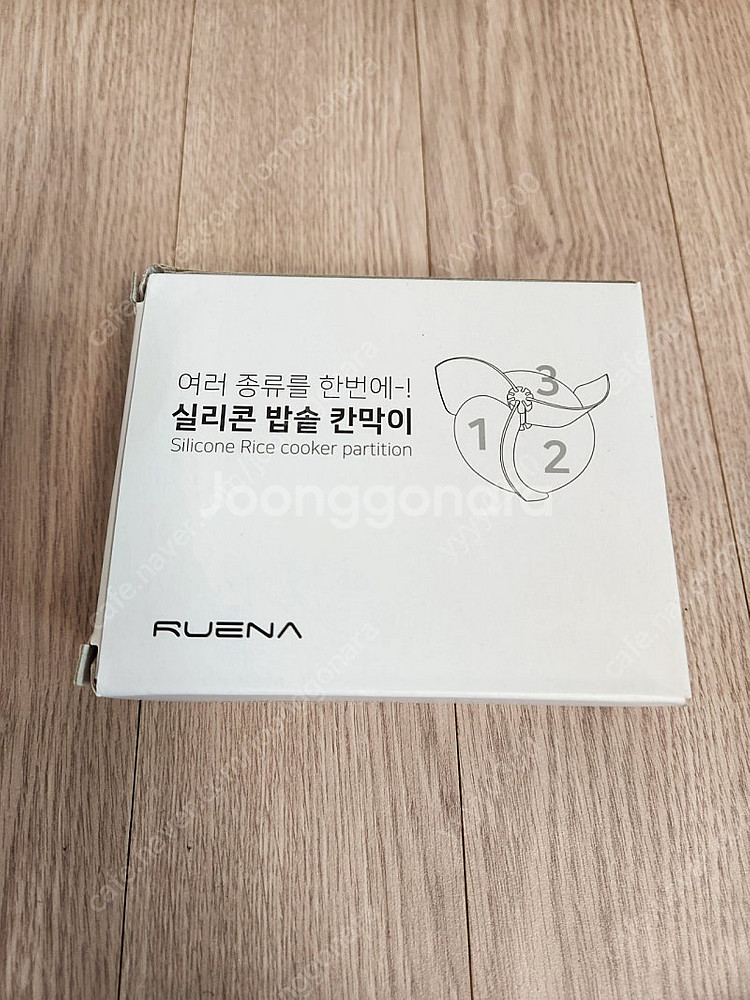 여러 종류를 한번에-!
실리콘 밥솥 칸막이
Silicone Rice cooker partition
1
2
3
Joonggonara
RUENA